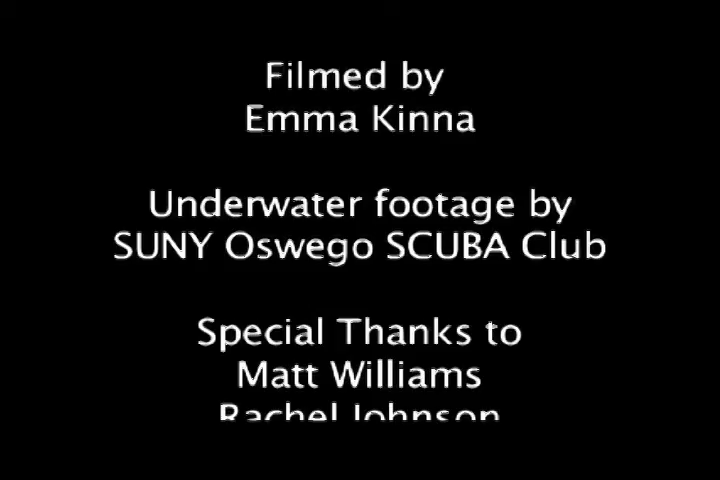 Filmed by
Emma Kinna
Underwater footage by
SUNY Oswego SCUBA Club
Special Thanks to
Matt Williams
Rachel Johnson